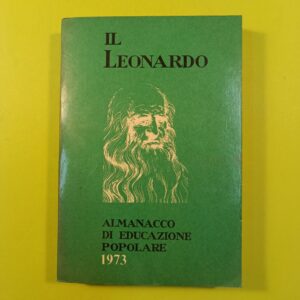 IL
LEONARDO
ALMANACCO
DI EDUCAZIONE
POPOLARE
1973